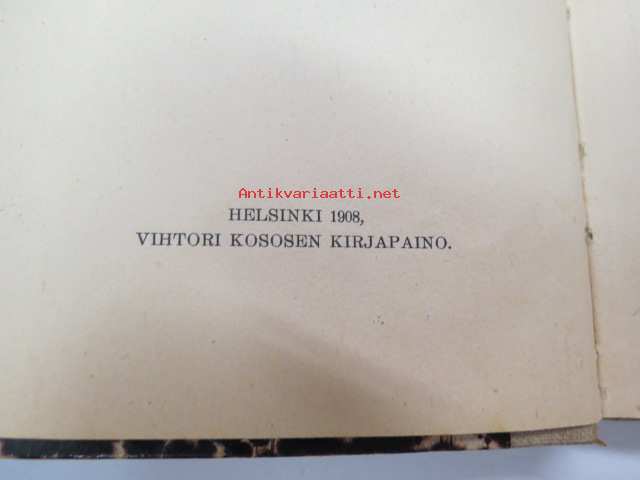 Antikvariaatti.net
HELSINKI 1908,
VIHTORI KOSOSEN KIRJAPAINO.